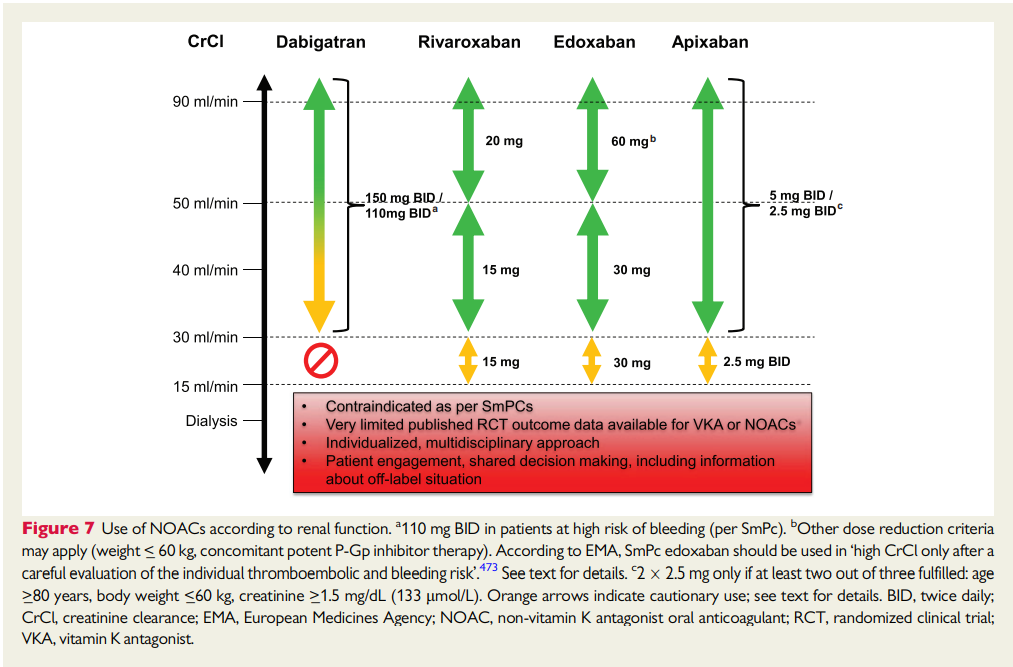 CrCl Dabigatran Rivaroxaban Edoxaban Apixaban
90 ml/min
20 mg 60 mgᵇ
50 ml/min
150 mg BID /
110mg BIDᵃ
5 mg BID /
2.5 mg BIDᶜ
40 ml/min
15 mg 30 mg
30 ml/min
15 mg 30 mg 2.5 mg BID
15 ml/min
Dialysis
• Contraindicated as per SmPCs
• Very limited published RCT outcome data available for VKA or NOACs
• Individualized, multidisciplinary approach
• Patient engagement, shared decision making, including information
about off-label situation
Figure 7 Use of NOACs according to renal function. ᵃ110 mg BID in patients at high risk of bleeding (per SmPc). ᵇOther dose reduction criteria
may apply (weight ≤ 60 kg, concomitant potent P-Gp inhibitor therapy). According to EMA, SmPc edoxaban should be used in ‘high CrCl only after a
careful evaluation of the individual thromboembolic and bleeding risk’.⁴⁷³ See text for details. ᶜ2 × 2.5 mg only if at least two out of three fulfilled: age
≥80 years, body weight ≤60 kg, creatinine ≥1.5 mg/dL (133 μmol/L). Orange arrows indicate cautionary use; see text for details. BID, twice daily;
CrCl, creatinine clearance; EMA, European Medicines Agency; NOAC, non-vitamin K antagonist oral anticoagulant; RCT, randomized clinical trial;
VKA, vitamin K antagonist.